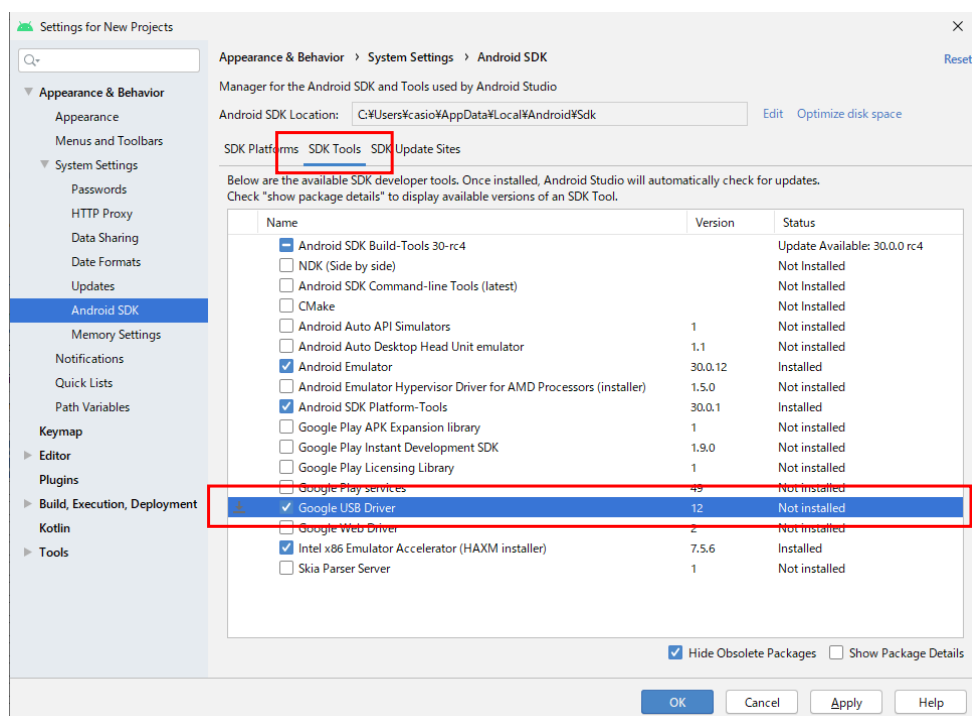 Settings for New Projects
Appearance & Behavior
Appearance
Menus and Toolbars
System Settings
Passwords
HTTP Proxy
Data Sharing
Date Formats
Updates
Android SDK
Memory Settings
Notifications
Quick Lists
Path Variables
Keymap
Editor
Plugins
Build, Execution, Deployment
Kotlin
Tools
Appearance & Behavior › System Settings › Android SDK
Reset
Manager for the Android SDK and Tools used by Android Studio
Android SDK Location: C:¥Users¥casio¥AppData¥Local¥Android¥Sdk Edit Optimize disk space
SDK Platforms SDK Tools SDK Update Sites
Below are the available SDK developer tools. Once installed, Android Studio will automatically check for updates.
Check "show package details" to display available versions of an SDK Tool.
Name Version Status
Android SDK Build-Tools 30-rc4 Update Available: 30.0.0 rc4
NDK (Side by side) Not Installed
Android SDK Command-line Tools (latest) Not Installed
CMake Not Installed
Android Auto API Simulators 1 Not installed
Android Auto Desktop Head Unit emulator 1.1 Not installed
Android Emulator 30.0.12 Installed
Android Emulator Hypervisor Driver for AMD Processors (installer) 1.5.0 Not installed
Android SDK Platform-Tools 30.0.1 Installed
Google Play APK Expansion library 1 Not installed
Google Play Instant Development SDK 1.9.0 Not installed
Google Play Licensing Library 1 Not installed
Google Play services 49 Not installed
Google USB Driver 12 Not installed
Google Web Driver 2 Not installed
Intel x86 Emulator Accelerator (HAXM installer) 7.5.6 Installed
Skia Parser Server 1 Not installed
Hide Obsolete Packages Show Package Details
OK Cancel Apply Help